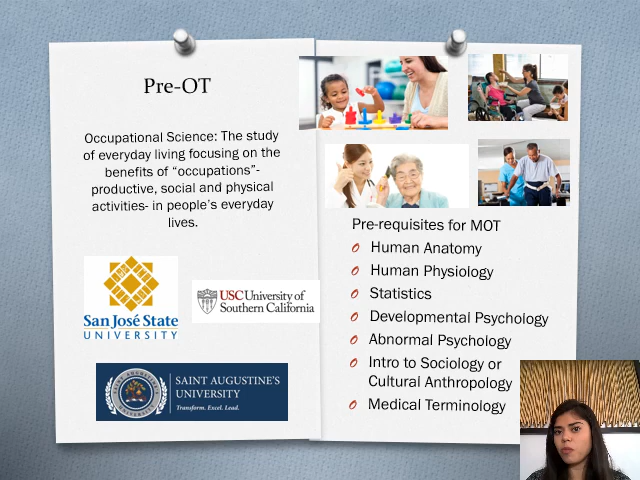 Pre-OT
Occupational Science: The study
of everyday living focusing on the
benefits of “occupations”-
productive, social and physical
activities- in people’s everyday
lives.
San José State
UNIVERSITY
USC University of
Southern California
SAINT AUGUSTINE'S
UNIVERSITY
Transform. Excel. Lead.
Pre-requisites for MOT
Human Anatomy
Human Physiology
Statistics
Developmental Psychology
Abnormal Psychology
Intro to Sociology or
Cultural Anthropology
Medical Terminology